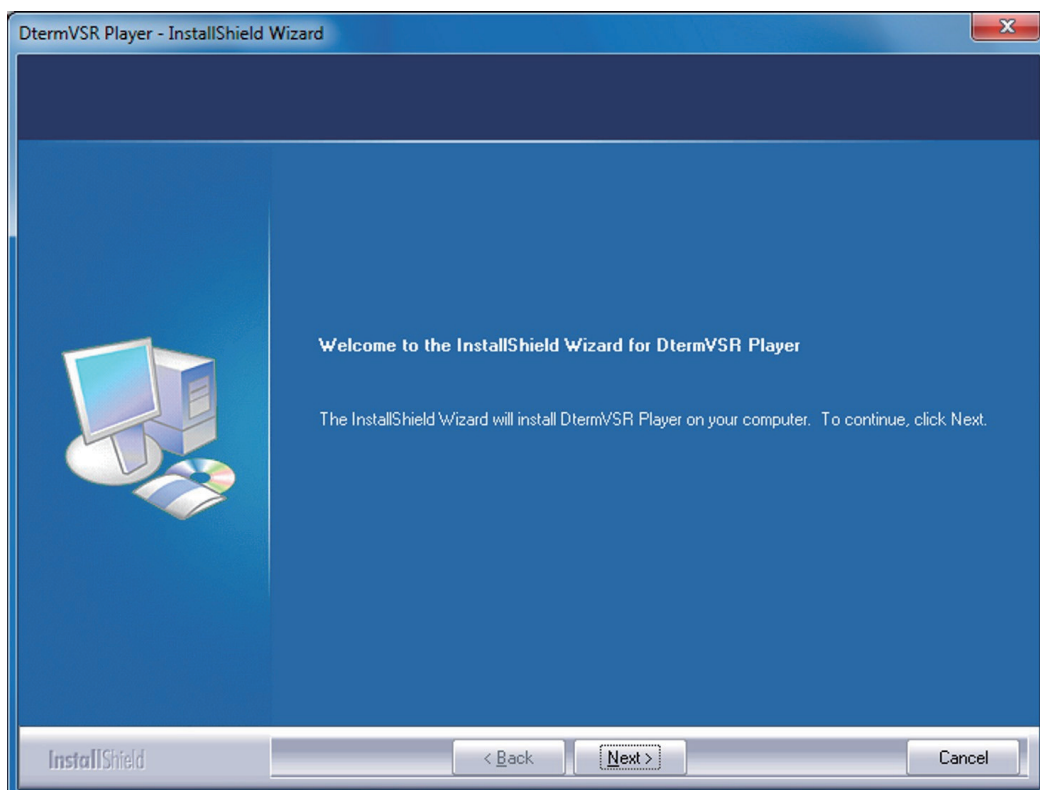 DtermVSR Player - InstallShield Wizard
Welcome to the InstallShield Wizard for DtermVSR Player
The InstallShield Wizard will install DtermVSR Player on your computer. To continue, click Next.
InstallShield
< Back
Next >
Cancel